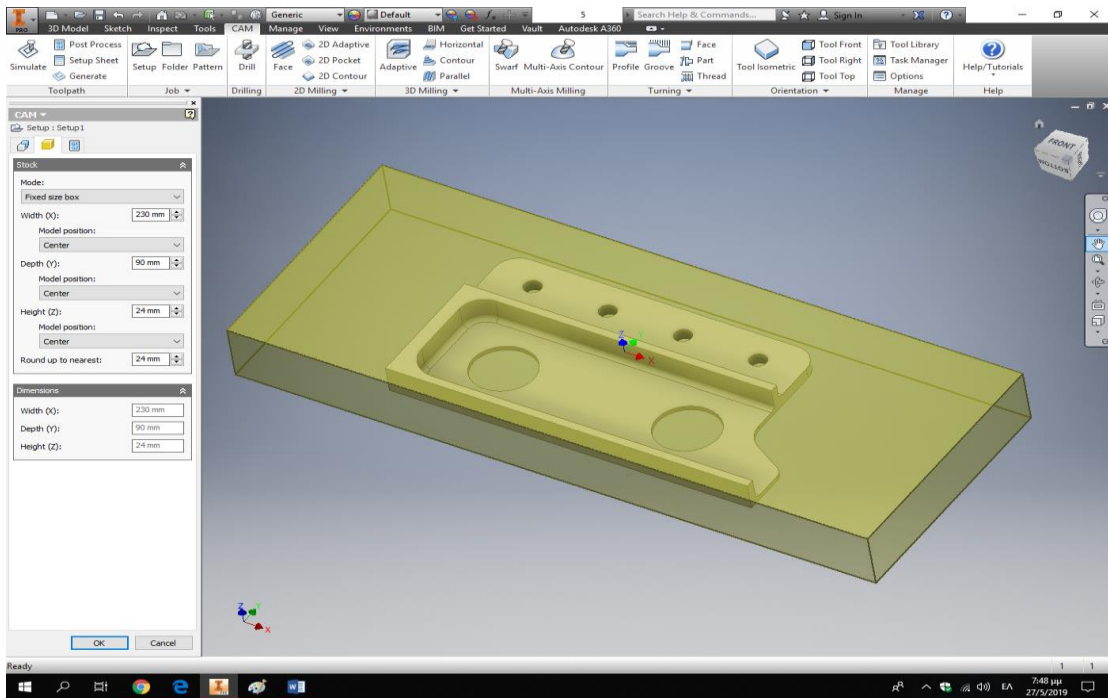 Generic Default 5 Search Help & Commands... Sign In
PRO 3D Model Sketch Inspect Tools CAM Manage View Environments BIM Get Started Vault Autodesk A360
Post Process 2D Adaptive Horizontal Face Tool Front Tool Library
Setup Sheet 2D Pocket Contour Part Tool Right Task Manager
Simulate Generate Setup Folder Pattern Drill Face 2D Contour Adaptive Parallel Swarf Multi-Axis Contour Profile Groove Thread Tool Isometric Tool Top Options Help/Tutorials
Toolpath Job Drilling 2D Milling 3D Milling Multi-Axis Milling Turning Orientation Manage Help
CAM
Setup : Setup1
Stock
Mode:
Fixed size box
Width (X): 230 mm
Model position:
Center
Depth (Y): 90 mm
Model position:
Center
Height (Z): 24 mm
Model position:
Center
Round up to nearest: 24 mm
Dimensions
Width (X): 230 mm
Depth (Y): 90 mm
Height (Z): 24 mm
FRONT
BOTTOM
Z Y
X
Z Y
X
OK Cancel
Ready 1 1
ΕΛ 7:48 μμ
27/5/2019